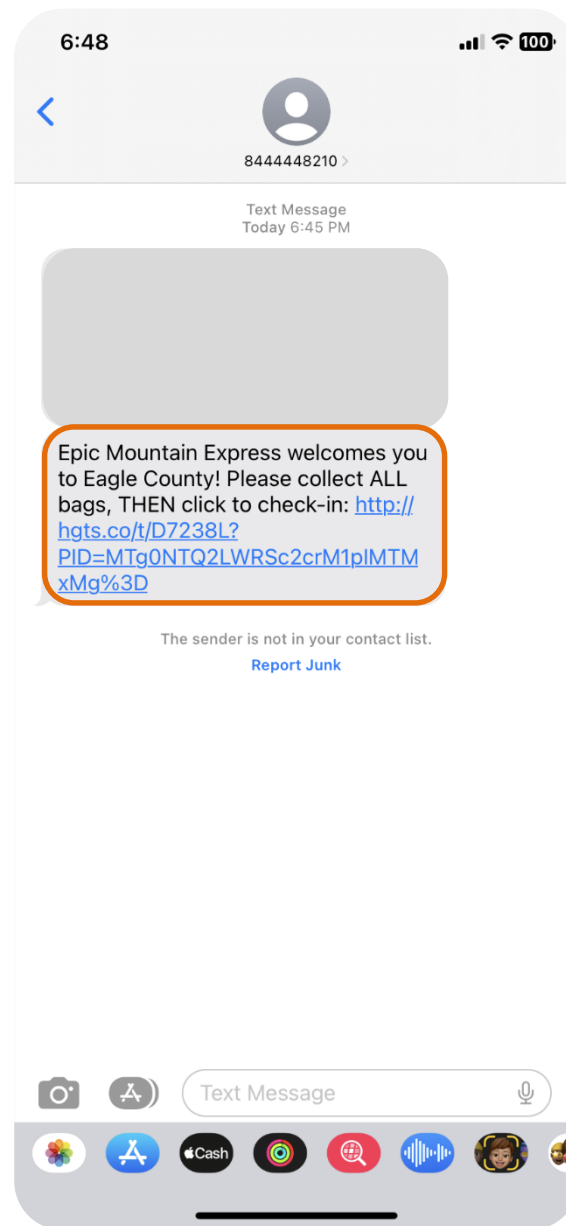 6:48
100
8444448210
Text Message
Today 6:45 PM
Epic Mountain Express welcomes you
to Eagle County! Please collect ALL
bags, THEN click to check-in: http://
hgts.co/t/D7238L?
PID=MTg0NTQ2LWRSc2crM1pIMTM
xMg%3D
The sender is not in your contact list.
Report Junk
Text Message
Cash